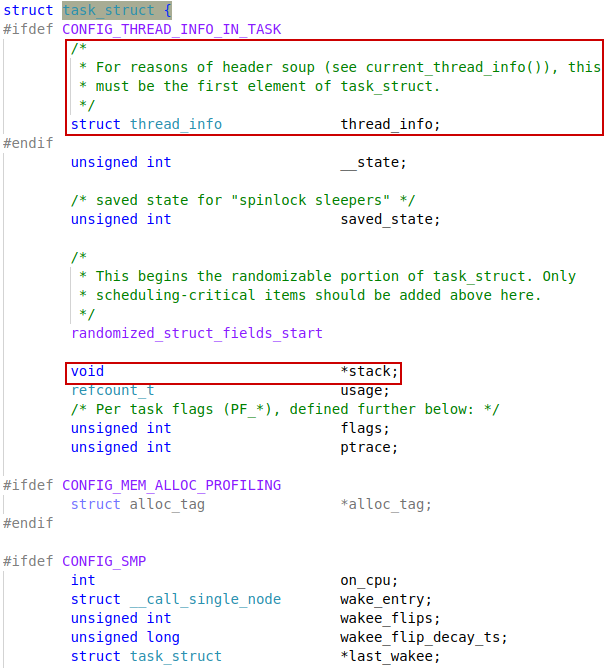 struct task_struct {
#ifdef CONFIG_THREAD_INFO_IN_TASK
/*
* For reasons of header soup (see current_thread_info()), this
* must be the first element of task_struct.
*/
struct thread_info thread_info;
#endif
unsigned int __state;
/* saved state for "spinlock sleepers" */
unsigned int saved_state;
/*
* This begins the randomizable portion of task_struct. Only
* scheduling-critical items should be added above here.
*/
randomized_struct_fields_start
void *stack;
refcount_t usage;
/* Per task flags (PF_*), defined further below: */
unsigned int flags;
unsigned int ptrace;
#ifdef CONFIG_MEM_ALLOC_PROFILING
struct alloc_tag *alloc_tag;
#endif
#ifdef CONFIG_SMP
int on_cpu;
struct __call_single_node wake_entry;
unsigned int wakee_flips;
unsigned long wakee_flip_decay_ts;
struct task_struct *last_wakee;